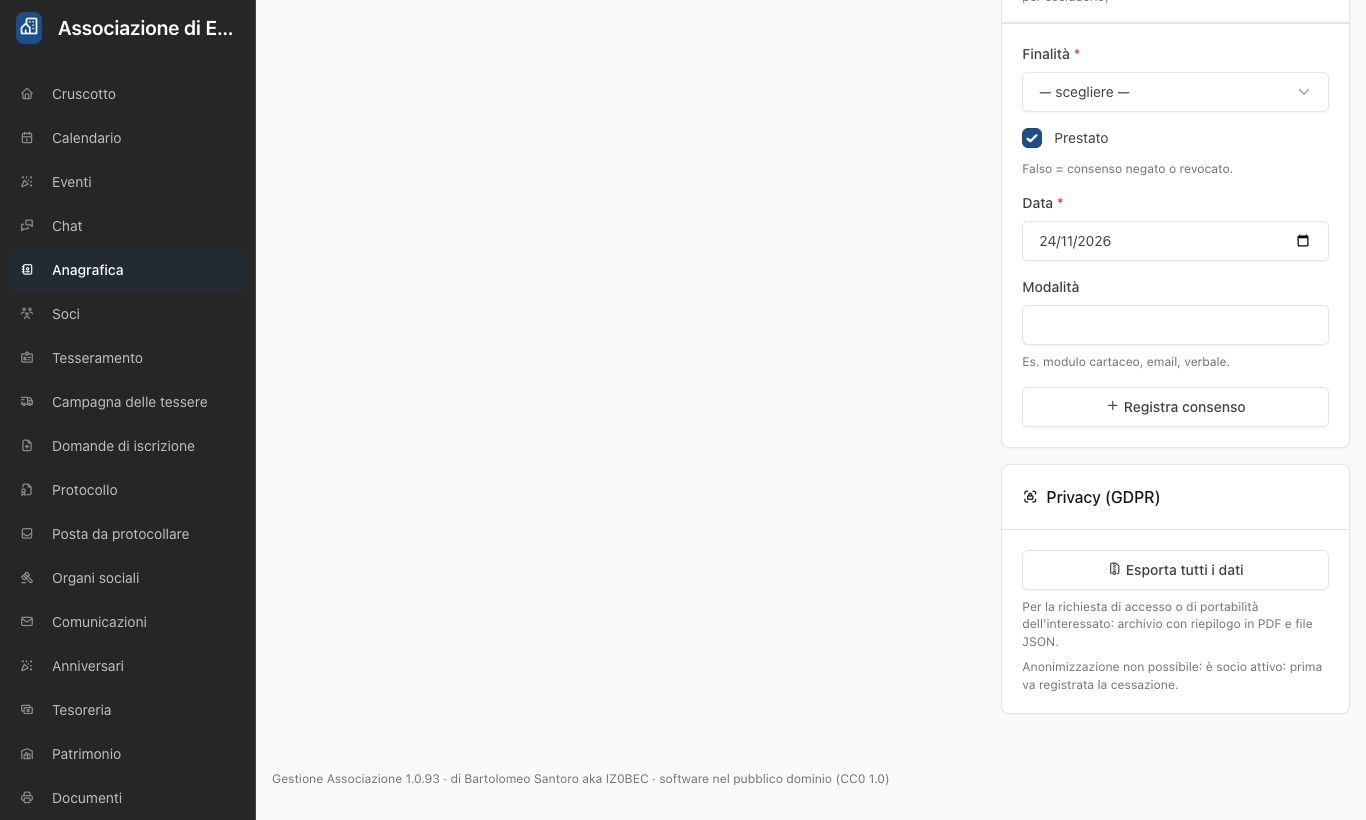 Associazione di E...
Cruscotto
Calendario
Eventi
Chat
Anagrafica
Soci
Tesseramento
Campagna delle tessere
Domande di iscrizione
Protocollo
Posta da protocollare
Organi sociali
Comunicazioni
Anniversari
Tesoreria
Patrimonio
Documenti
Finalità *
— scegliere —
Prestato
Falso = consenso negato o revocato.
Data *
24/11/2026
Modalità
Es. modulo cartaceo, email, verbale.
+ Registra consenso
Privacy (GDPR)
Esporta tutti i dati
Per la richiesta di accesso o di portabilità
dell'interessato: archivio con riepilogo in PDF e file
JSON.
Anonimizzazione non possibile: è socio attivo: prima
va registrata la cessazione.
Gestione Associazione 1.0.93 · di Bartolomeo Santoro aka IZ0BEC · software nel pubblico dominio (CC0 1.0)